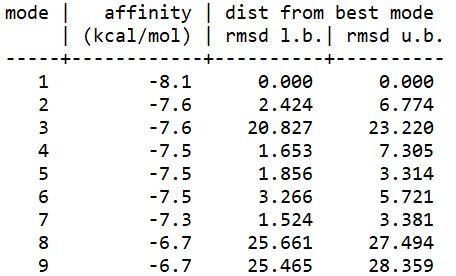 mode |   affinity | dist from best mode
     | (kcal/mol) | rmsd l.b.| rmsd u.b.
-----+------------+----------+----------
   1         -8.1      0.000      0.000
   2         -7.6      2.424      6.774
   3         -7.6     20.827     23.220
   4         -7.5      1.653      7.305
   5         -7.5      1.856      3.314
   6         -7.5      3.266      5.721
   7         -7.3      1.524      3.381
   8         -6.7     25.661     27.494
   9         -6.7     25.465     28.359